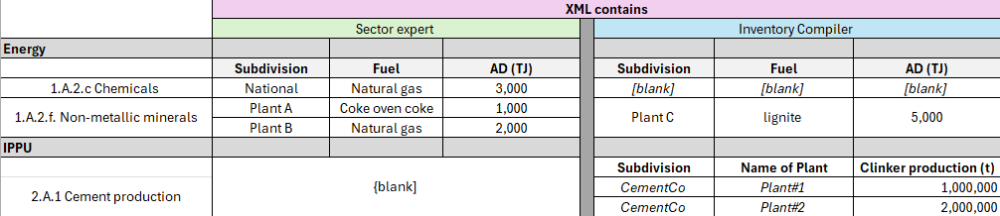 XML contains
Sector expert Inventory Compiler
Energy
Subdivision Fuel AD (TJ) Subdivision Fuel AD (TJ)
1.A.2.c Chemicals National Natural gas 3,000 [blank] [blank] [blank]
1.A.2.f. Non-metallic minerals Plant A Coke oven coke 1,000 Plant C lignite 5,000
Plant B Natural gas 2,000
IPPU
Subdivision Name of Plant Clinker production (t)
2.A.1 Cement production {blank] CementCo Plant#1 1,000,000
CementCo Plant#2 2,000,000